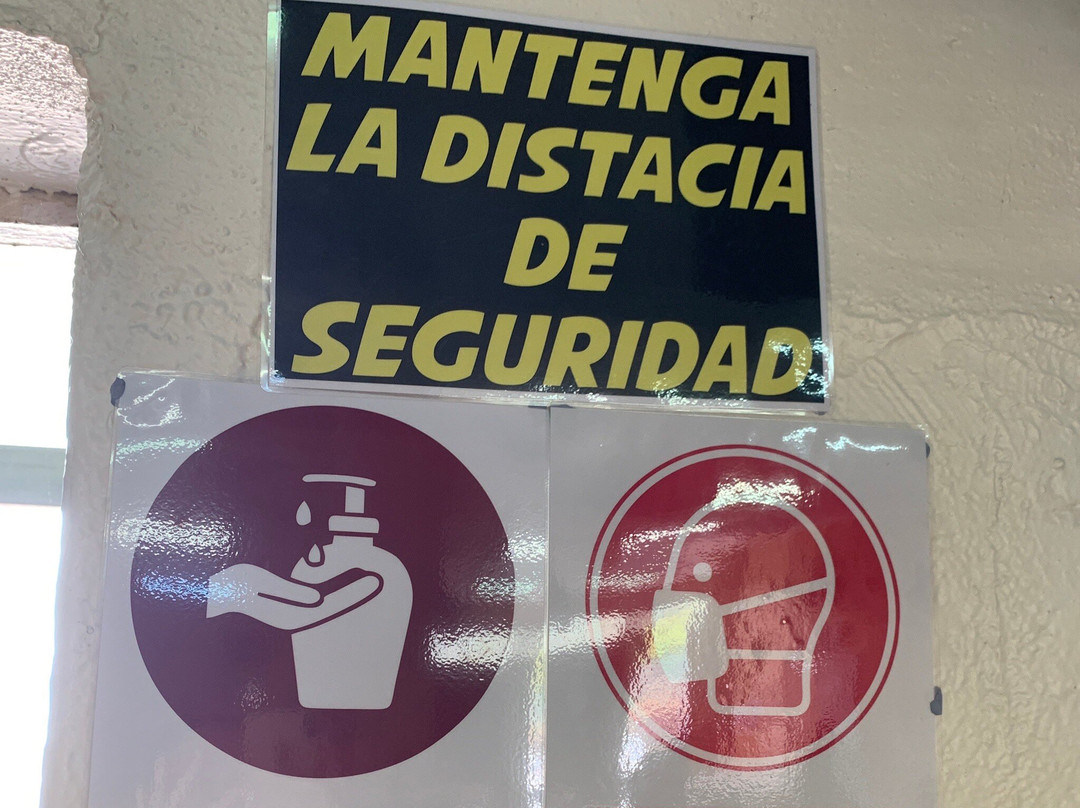 MANTENGA
LA DISTACIA
DE
SEGURIDAD